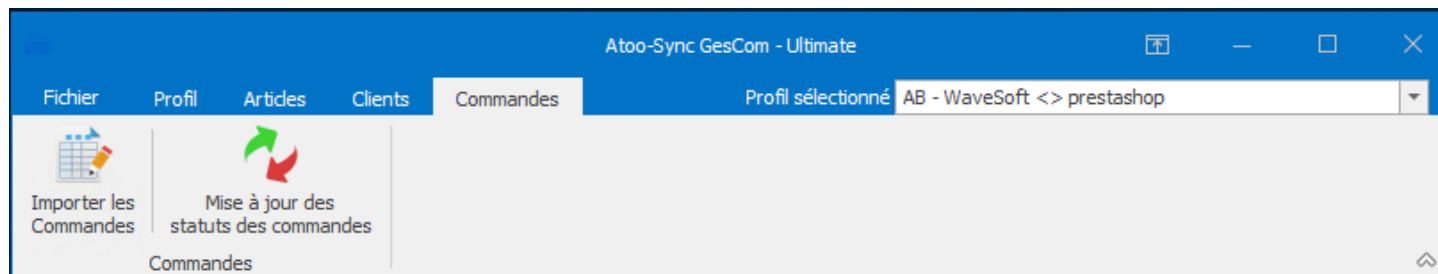 Atoo-Sync GesCom - Ultimate
Fichier Profil Articles Clients Commandes Profil sélectionné AB - WaveSoft <> prestashop
Importer les Commandes
Mise à jour des statuts des commandes
Commandes